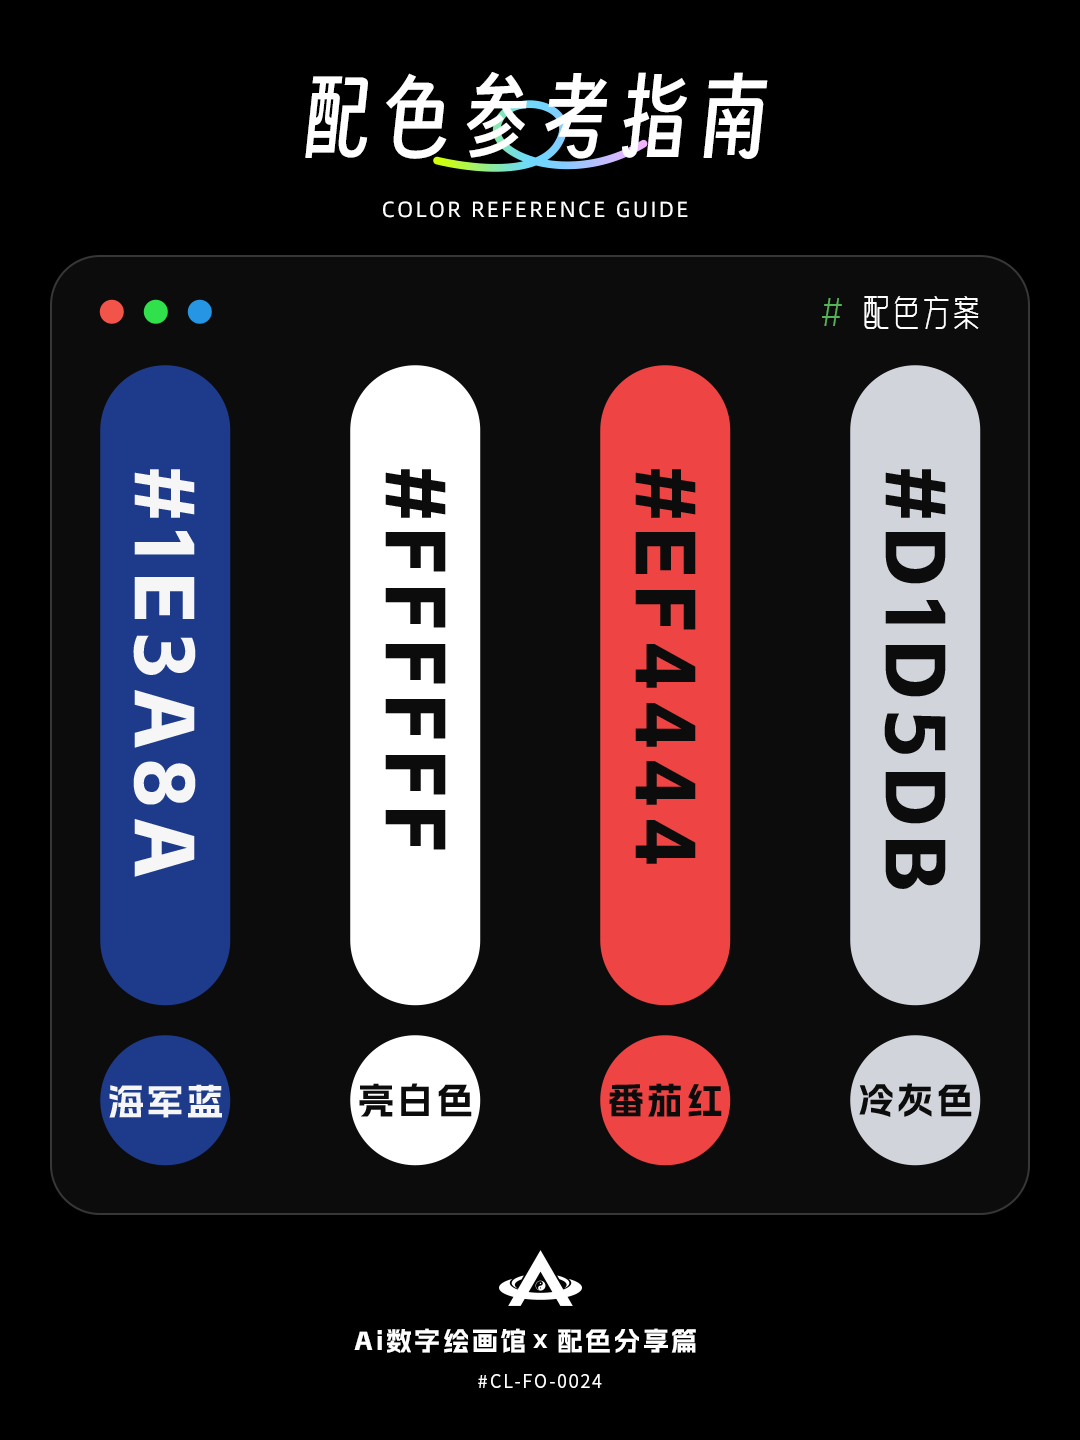 配色参考指南
COLOR REFERENCE GUIDE
# 配色方案
#1E3A8A
#FFFFFF
#EF4444
#D1D5DB
海军蓝
亮白色
番茄红
冷灰色
Ai数字绘画馆 x 配色分享篇
#CL-FO-0024